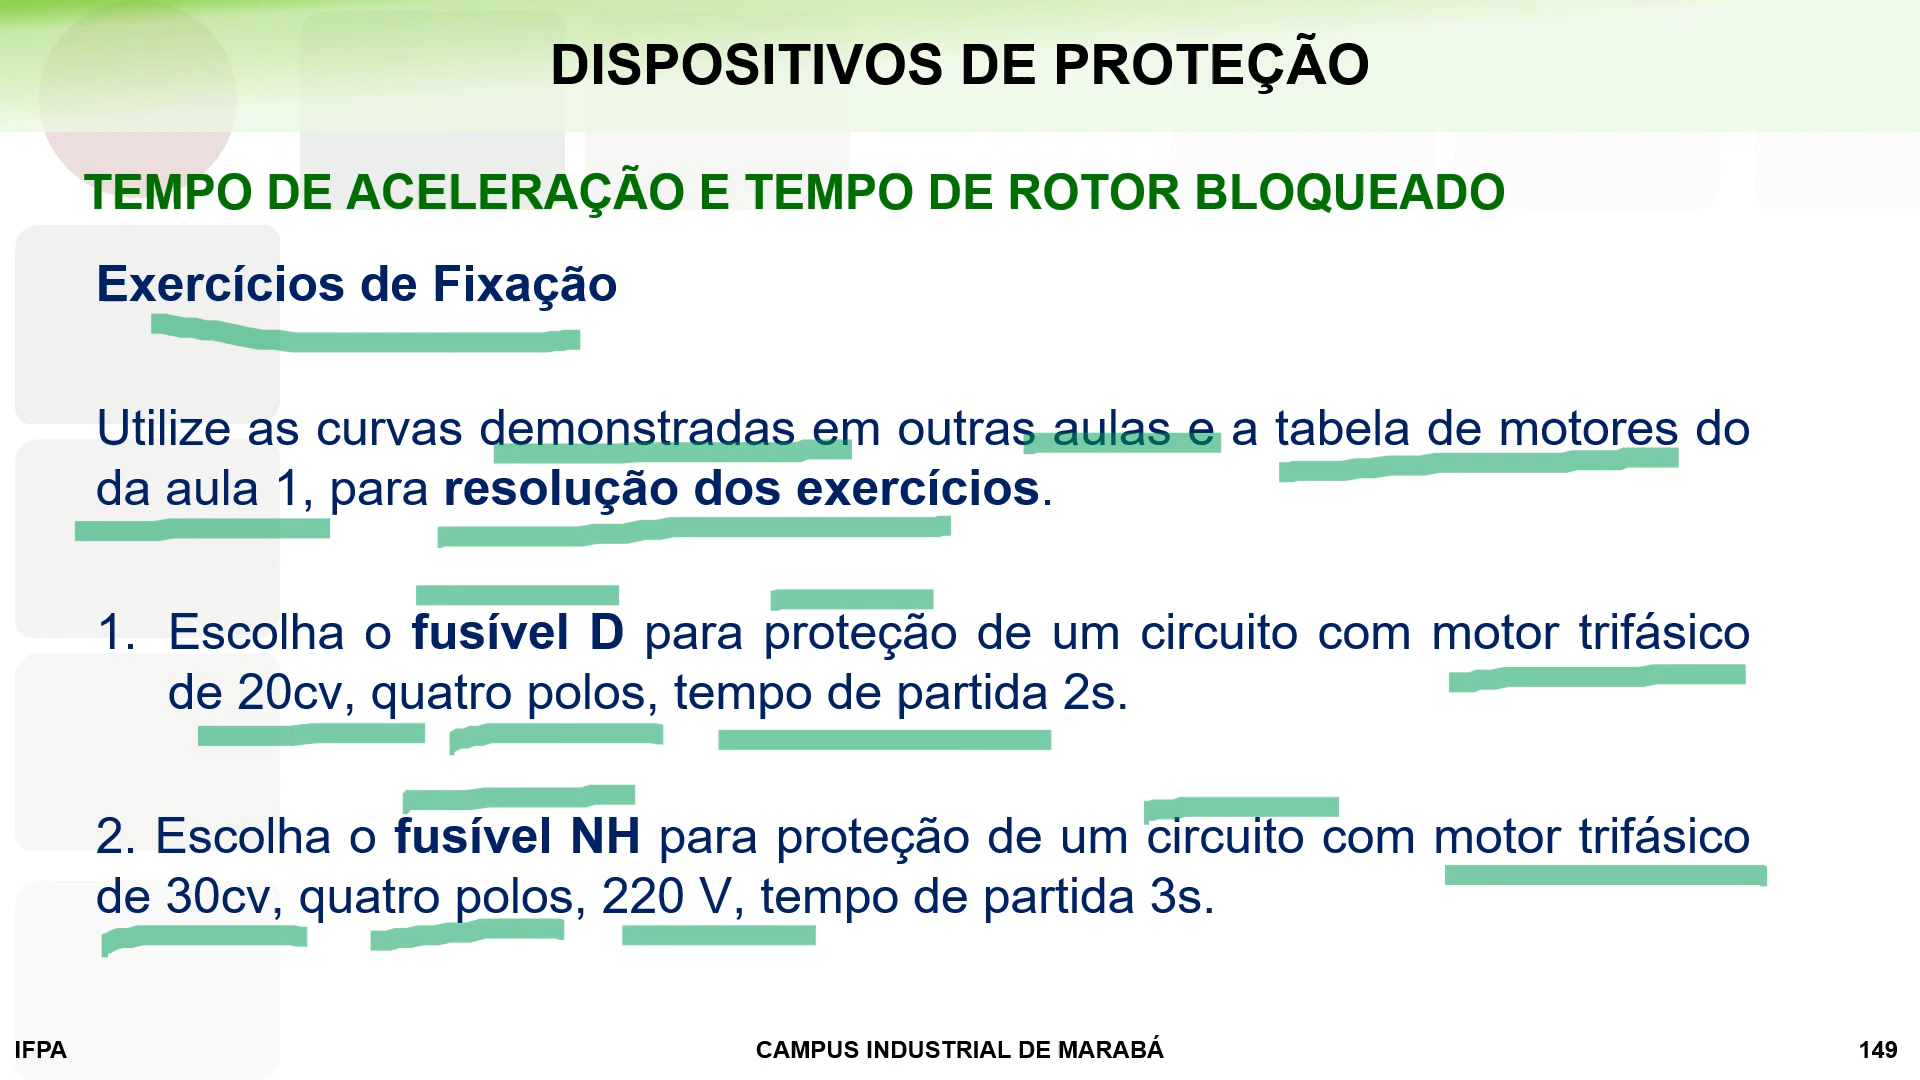 DISPOSITIVOS DE PROTEÇÃO
TEMPO DE ACELERAÇÃO E TEMPO DE ROTOR BLOQUEADO
Exercícios de Fixação
Utilize as curvas demonstradas em outras aulas e a tabela de motores do
da aula 1, para resolução dos exercícios.
1. Escolha o fusível D para proteção de um circuito com motor trifásico
de 20cv, quatro polos, tempo de partida 2s.
2. Escolha o fusível NH para proteção de um circuito com motor trifásico
de 30cv, quatro polos, 220 V, tempo de partida 3s.
IFPA
CAMPUS INDUSTRIAL DE MARABÁ
149